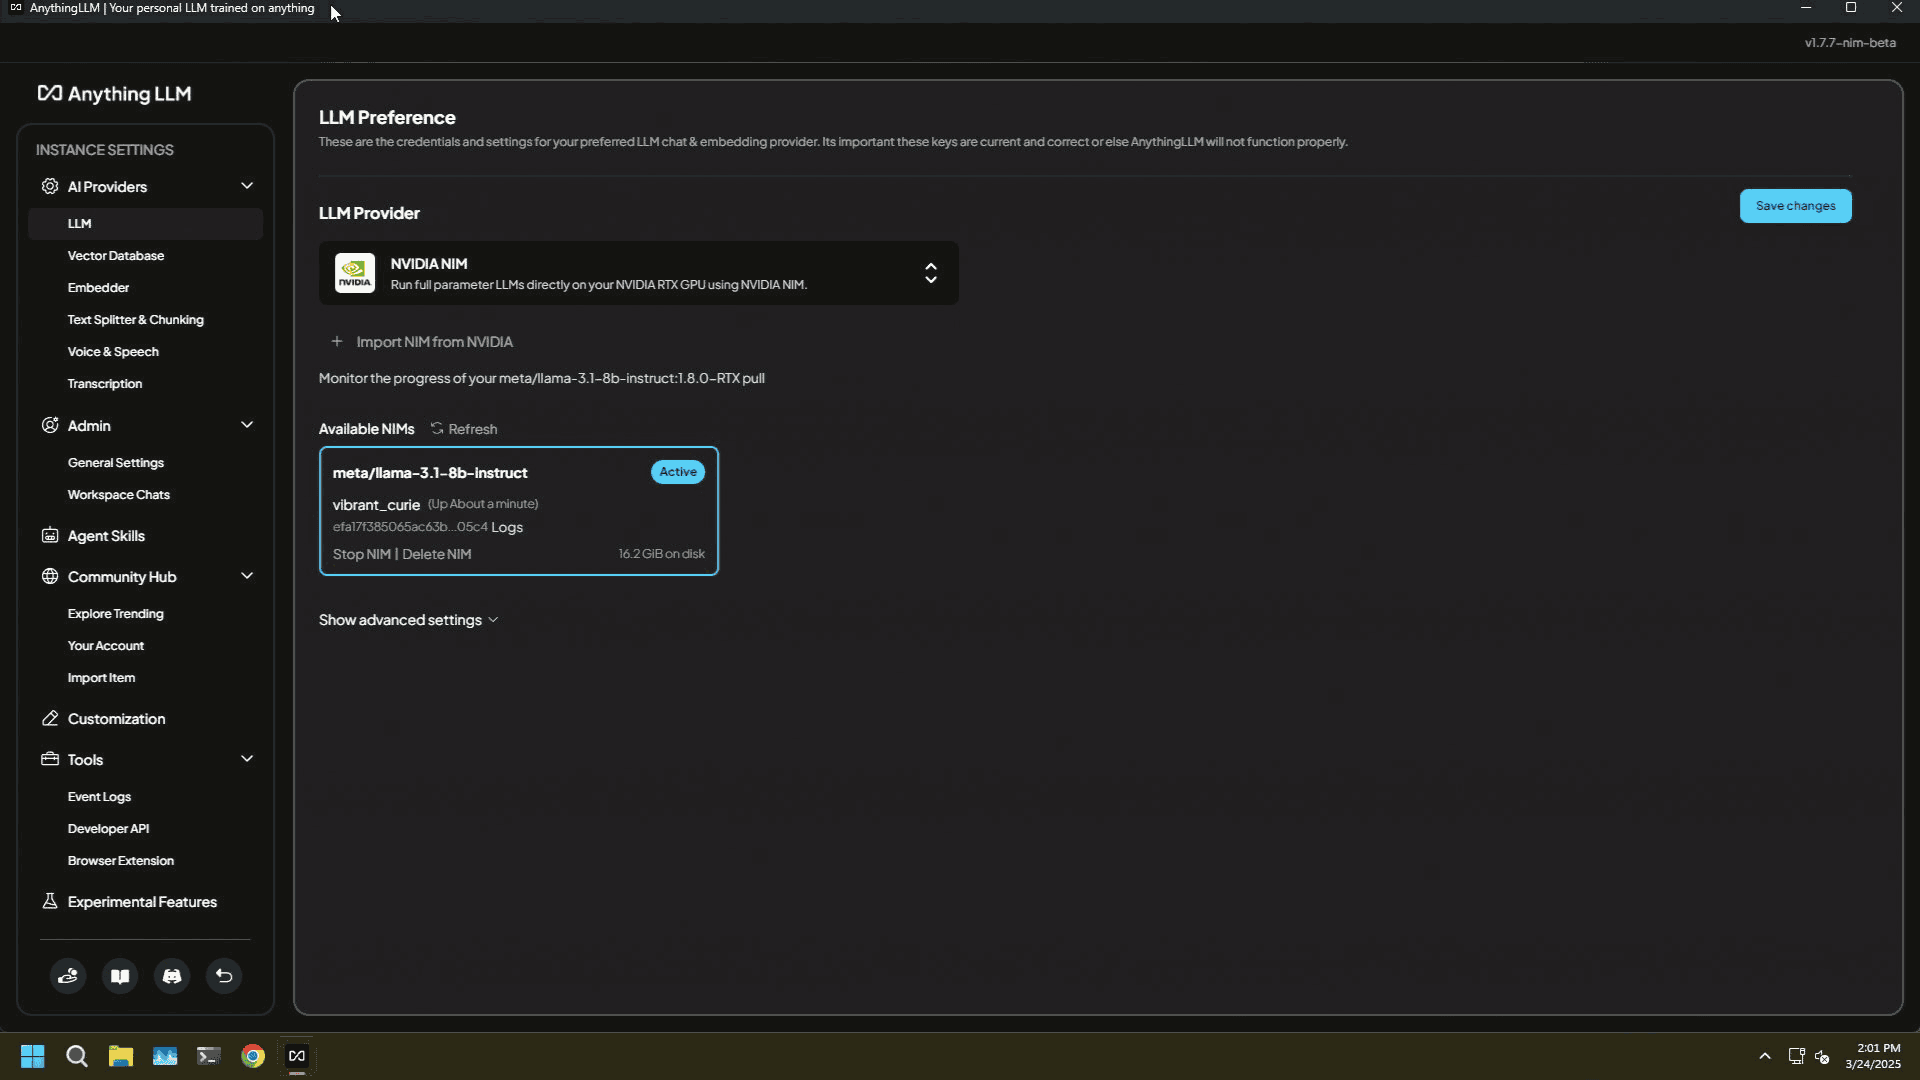 AnythingLLM | Your personal LLM trained on anything
v1.7.7-nim-beta
Anything LLM
INSTANCE SETTINGS
AI Providers
LLM
Vector Database
Embedder
Text Splitter & Chunking
Voice & Speech
Transcription
Admin
General Settings
Workspace Chats
Agent Skills
Community Hub
Explore Trending
Your Account
Import Item
Customization
Tools
Event Logs
Developer API
Browser Extension
Experimental Features
LLM Preference
These are the credentials and settings for your preferred LLM chat & embedding provider. Its important these keys are current and correct or else AnythingLLM will not function properly.
Save changes
LLM Provider
NVIDIA
NVIDIA NIM
Run full parameter LLMs directly on your NVIDIA RTX GPU using NVIDIA NIM.
Import NIM from NVIDIA
Monitor the progress of your meta/llama-3.1-8b-instruct:1.8.0-RTX pull
Available NIMs Refresh
meta/llama-3.1-8b-instruct Active
vibrant_curie (Up About a minute)
efa17f385065ac63b...05c4 Logs
Stop NIM | Delete NIM 16.2 GiB on disk
Show advanced settings
2:01 PM
3/24/2025